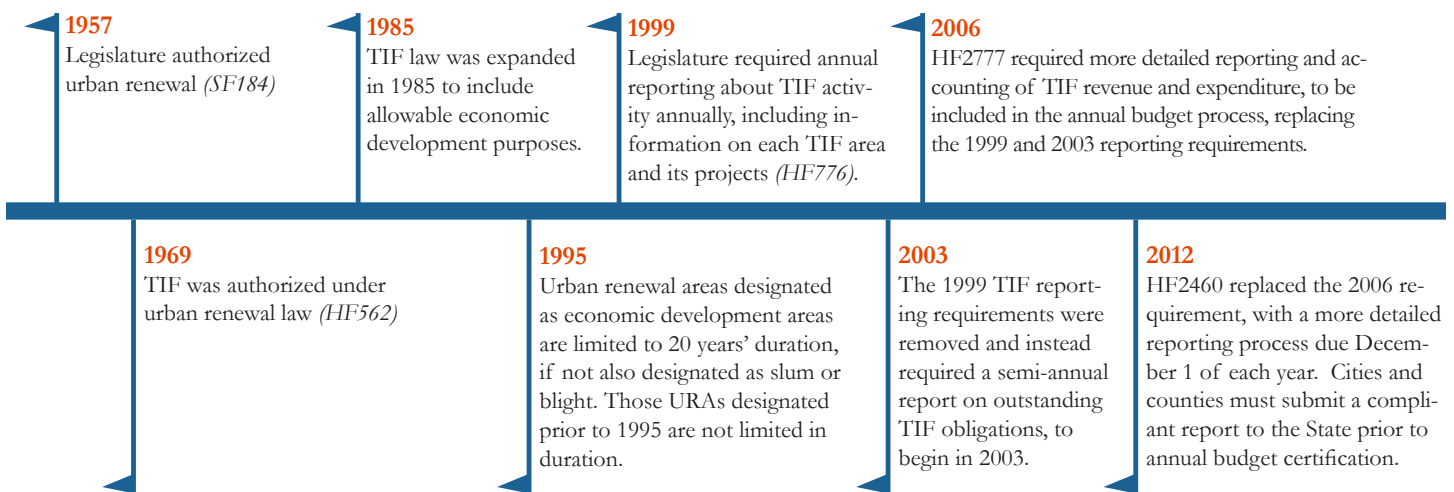 1957
Legislature authorized
urban renewal (SF184)
1985
TIF law was expanded
in 1985 to include
allowable economic
development purposes.
1999
Legislature required annual
reporting about TIF activ-
ity annually, including in-
formation on each TIF area
and its projects (HF776).
2006
HF2777 required more detailed reporting and ac-
counting of TIF revenue and expenditure, to be
included in the annual budget process, replacing
the 1999 and 2003 reporting requirements.
1969
TIF was authorized under
urban renewal law (HF562)
1995
Urban renewal areas designated
as economic development areas
are limited to 20 years’ duration,
if not also designated as slum or
blight. Those URAs designated
prior to 1995 are not limited in
duration.
2003
The 1999 TIF report-
ing requirements were
removed and instead
required a semi-annual
report on outstanding
TIF obligations, to
begin in 2003.
2012
HF2460 replaced the 2006 re-
quirement, with a more detailed
reporting process due Decem-
ber 1 of each year. Cities and
counties must submit a compli-
ant report to the State prior to
annual budget certification.